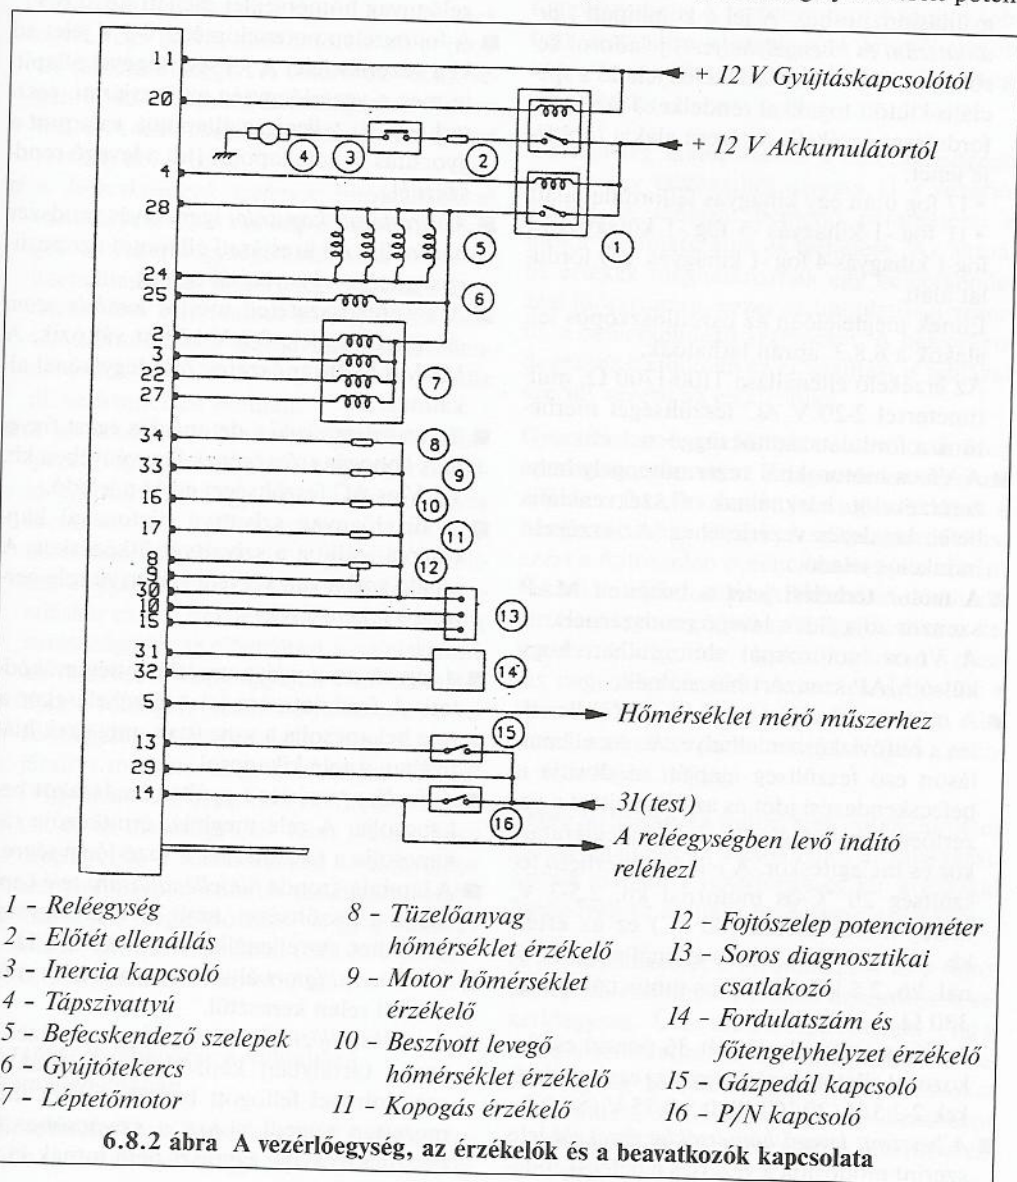 11
+ 12 V Gyújtáskapcsolótól
20
4 3 2
+ 12 V Akkumulátortól
4
28
1
5
24
25
6
2
3
22
27
7
34
8
33
9
16
10
17
11
12
30
10
15
13
31
32
14
5
Hőmérséklet mérő műszerhez
13
15
29
14
31(test)
16
A reléegységben levő indító
reléhezl
1 - Reléegység
2 - Előtét ellenállás
3 - Inercia kapcsoló
4 - Tápszivattyú
5 - Befecskendező szelepek
6 - Gyújtótekercs
7 - Léptetőmotor
8 - Tüzelőanyag
hőmérséklet érzékelő
9 - Motor hőmérséklet
érzékelő
10 - Beszívott levegő
hőmérséklet érzékelő
11 - Kopogás érzékelő
12 - Fojtószelep potenciométer
13 - Soros diagnosztikai
csatlakozó
14 - Fordulatszám és
főtengelyhelyzet érzékelő
15 - Gázpedál kapcsoló
16 - P/N kapcsoló
6.8.2 ábra A vezérlőegység, az érzékelők és a beavatkozók kapcsolata